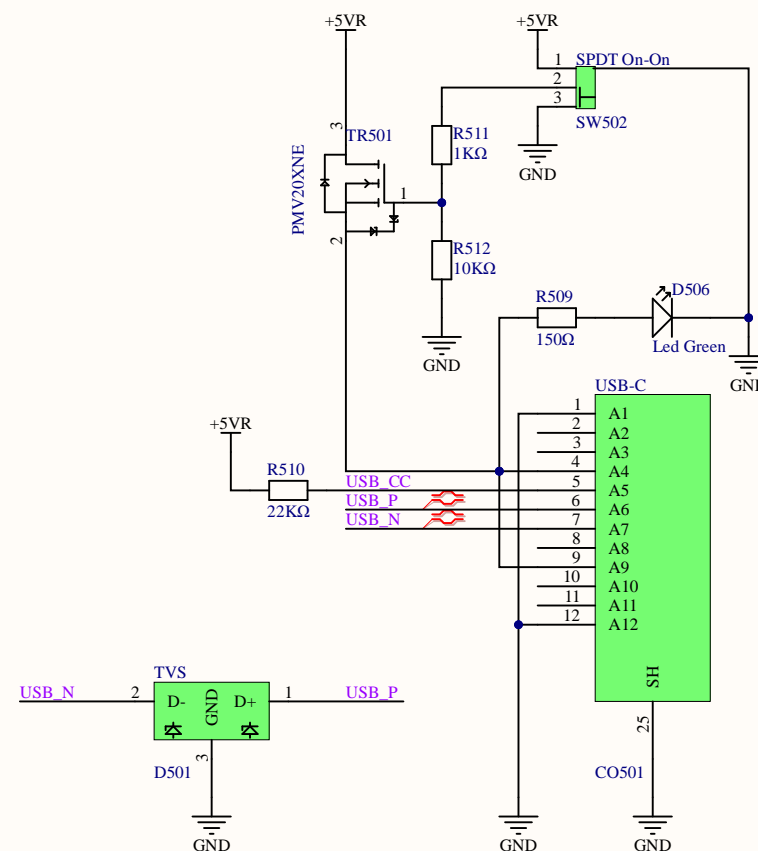 +5VR
+5VR
1
SPDT On-On
2
3
SW502
GND
3
TR501
PMV20XNE
1
2
R511
1KΩ
R512
10KΩ
GND
R509
150Ω
D506
Led Green
GND
USB-C
1 A1
2 A2
3 A3
4 A4
5 A5
6 A6
7 A7
8 A8
9 A9
10 A10
11 A11
12 A12
SH
25
CO501
GND
GND
+5VR
R510
22KΩ
USB_CC
USB_P
USB_N
TVS
USB_N
2
D-
GND
D+
1
USB_P
3
D501
GND